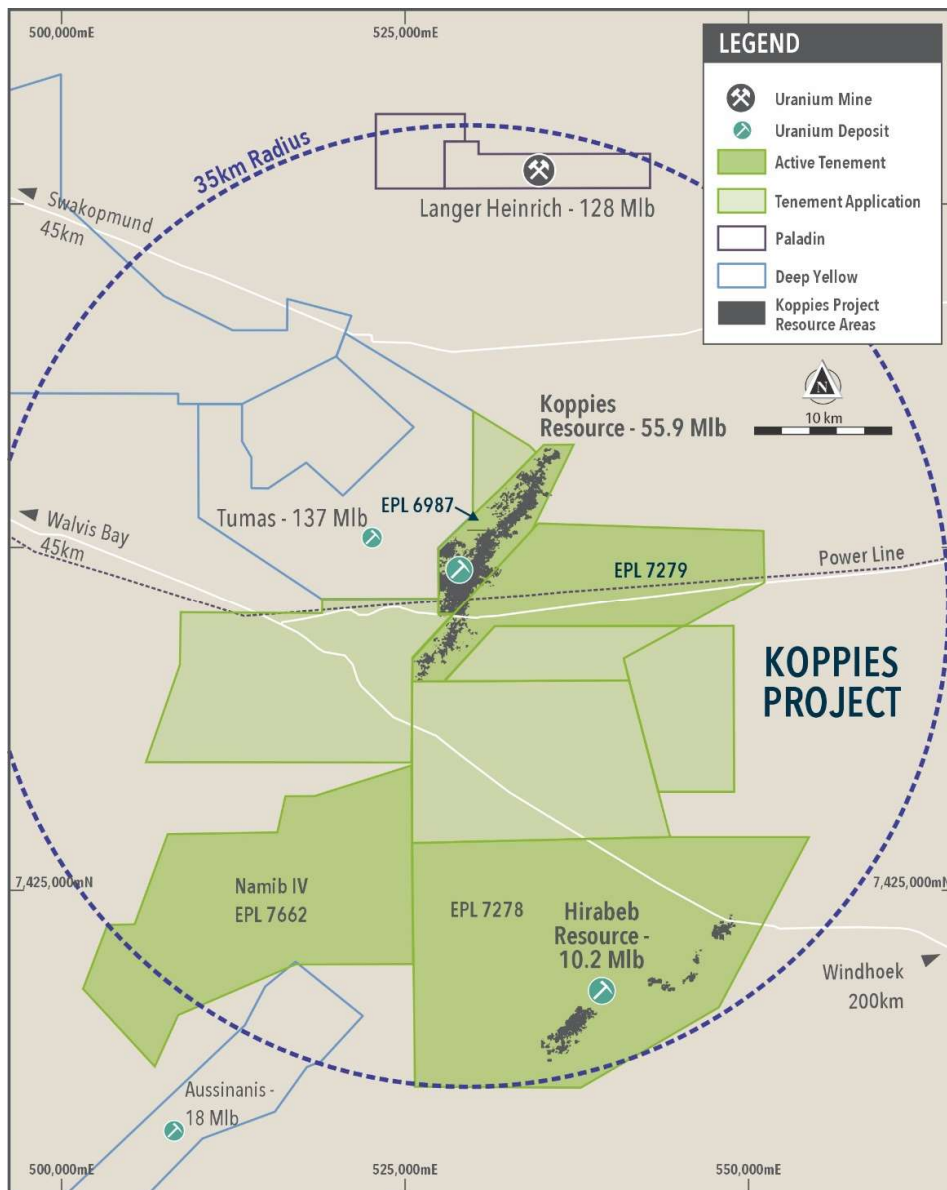 500,000mE
525,000mE
LEGEND
Uranium Mine
Uranium Deposit
Active Tenement
Tenement Application
Paladin
Deep Yellow
Koppies Project
Resource Areas
N
10 km
35km Radius
Swakopmund
45km
Langer Heinrich - 128 Mlb
Koppies
Resource - 55.9 Mlb
EPL 6987
Tumas - 137 Mlb
Walvis Bay
45km
Power Line
EPL 7279
KOPPIES
PROJECT
7,425,000mN
7,425,000mN
Namib IV
EPL 7662
EPL 7278
Hirabeb
Resource -
10.2 Mlb
Windhoek
200km
Aussinanis -
18 Mlb
500,000mE
525,000mE
550,000mE